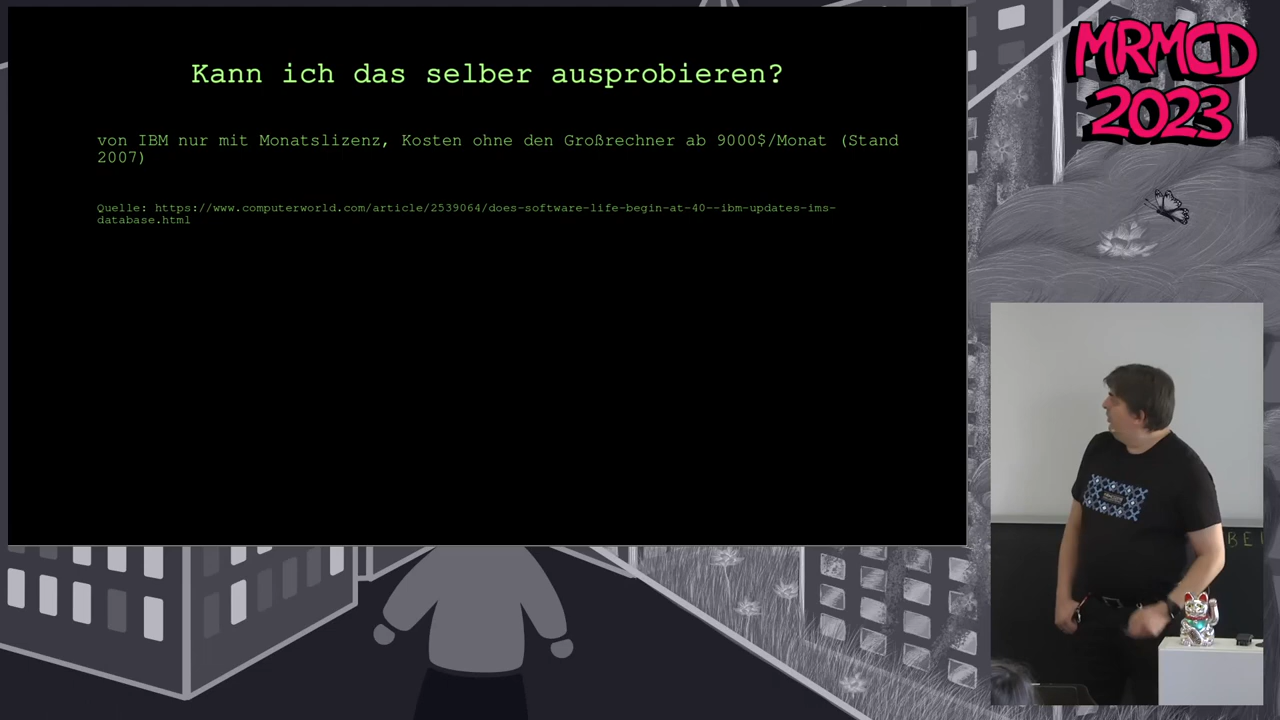 Kann ich das selber ausprobieren?
von IBM nur mit Monatslizenz, Kosten ohne den Großrechner ab 9000$/Monat (Stand
2007)
Quelle: https://www.computerworld.com/article/2539064/does-software-life-begin-at-40--ibm-updates-ims-
database.html
MRMCD
2023
BEI